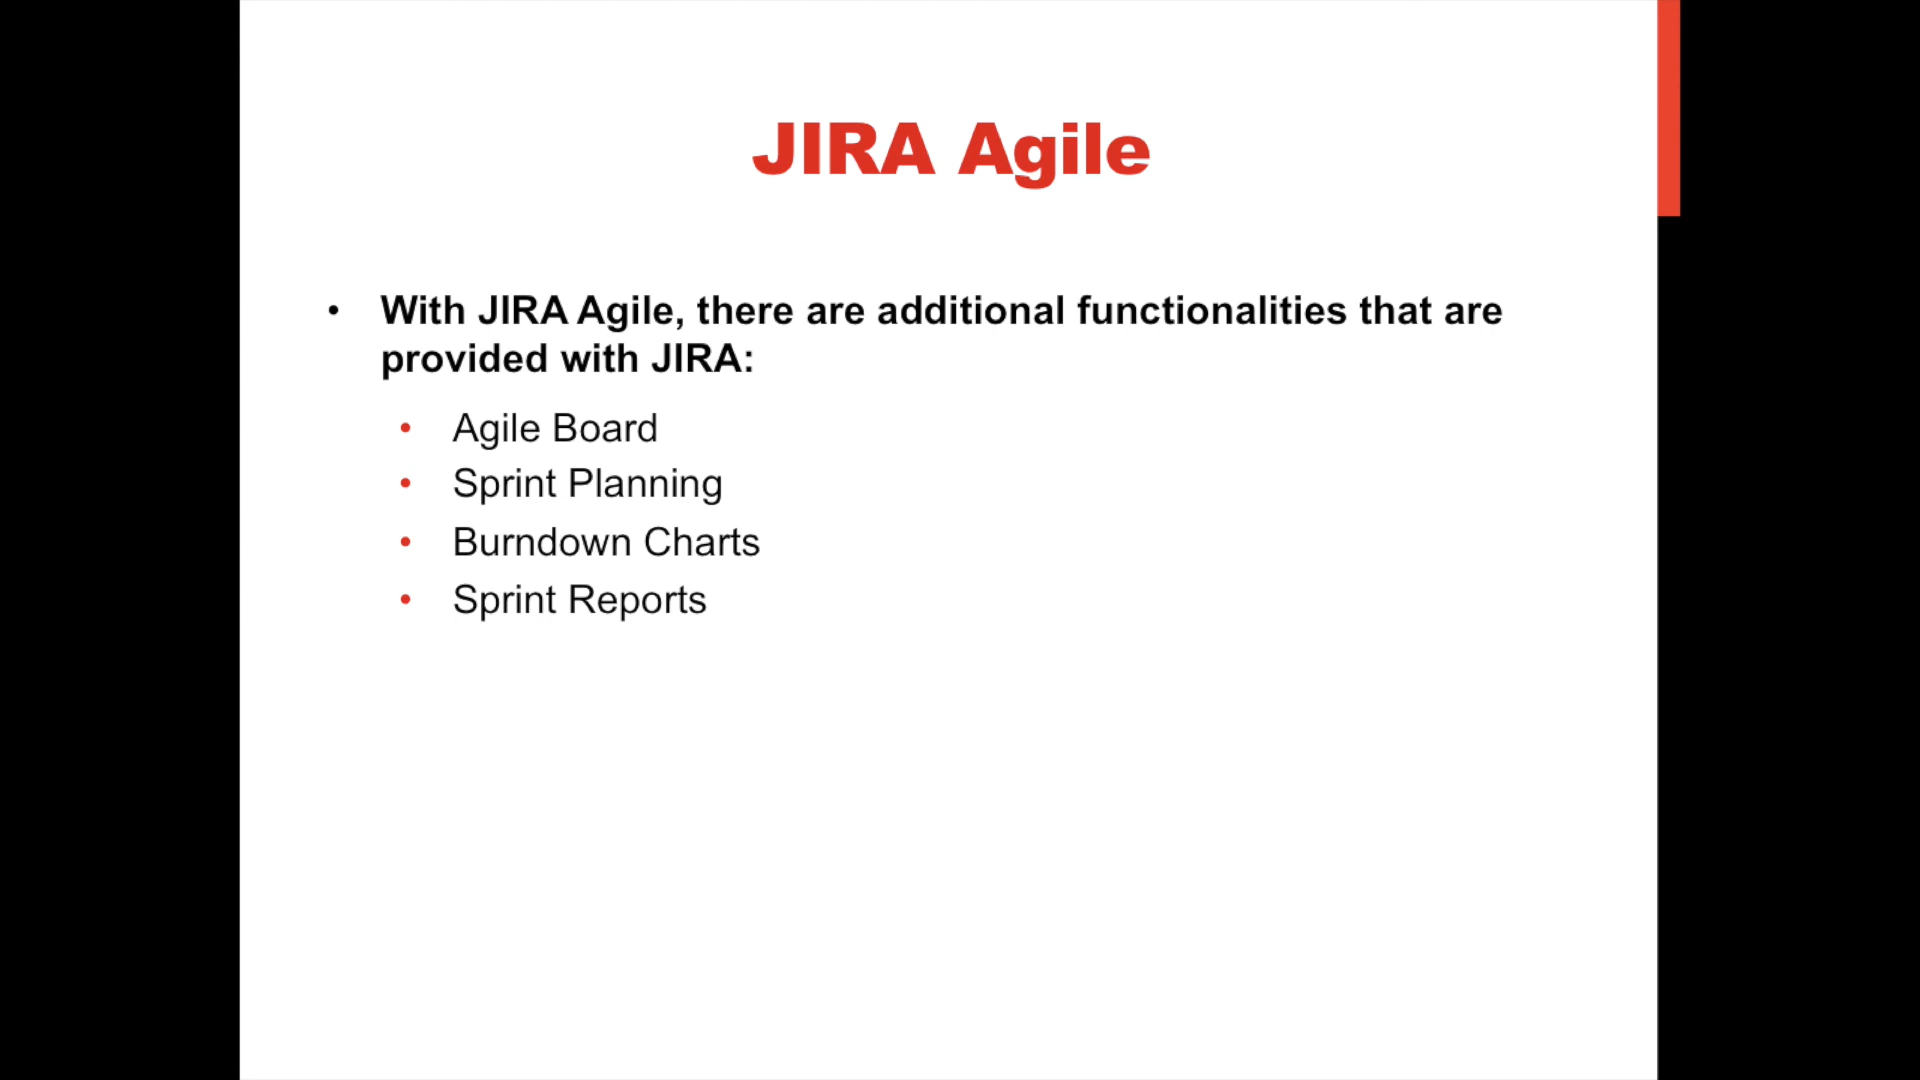 JIRA Agile
• With JIRA Agile, there are additional functionalities that are
provided with JIRA:
• Agile Board
• Sprint Planning
• Burndown Charts
• Sprint Reports